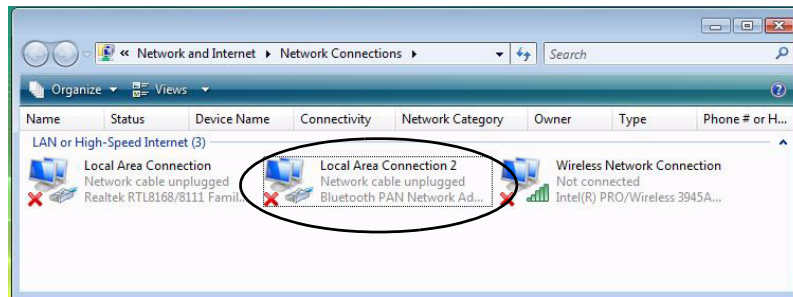 « Network and Internet ▸ Network Connections ▸ Search
Organize Views
Name Status Device Name Connectivity Network Category Owner Type Phone # or H...
LAN or High-Speed Internet (3)
Local Area Connection
Network cable unplugged
Realtek RTL8168/8111 Famil...
Local Area Connection 2
Network cable unplugged
Bluetooth PAN Network Ad...
Wireless Network Connection
Not connected
Intel(R) PRO/Wireless 3945A...